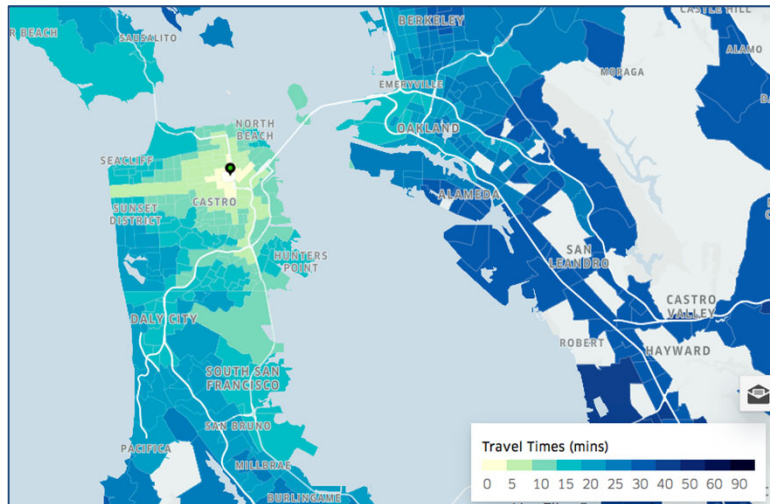 CASTLE HILL
R BEACH
BERKELEY
SAUSALITO
ALAMO
MORAGA
EMERYVILLE
NORTH
BEACH
OAKLAND
SEACLIFF
ALAMEDA
CASTRO
SUNSET
DISTRICT
HUNTERS
POINT
SAN
LEANDRO
CASTRO
VALLEY
DALY CITY
ROBERT
HAYWARD
SOUTH SAN
FRANCISCO
SAN BRUNO
PACIFICA
MILLBRAE
BURLINGAME
Travel Times (mins)
0 5 10 15 20 25 30 40 50 60 90